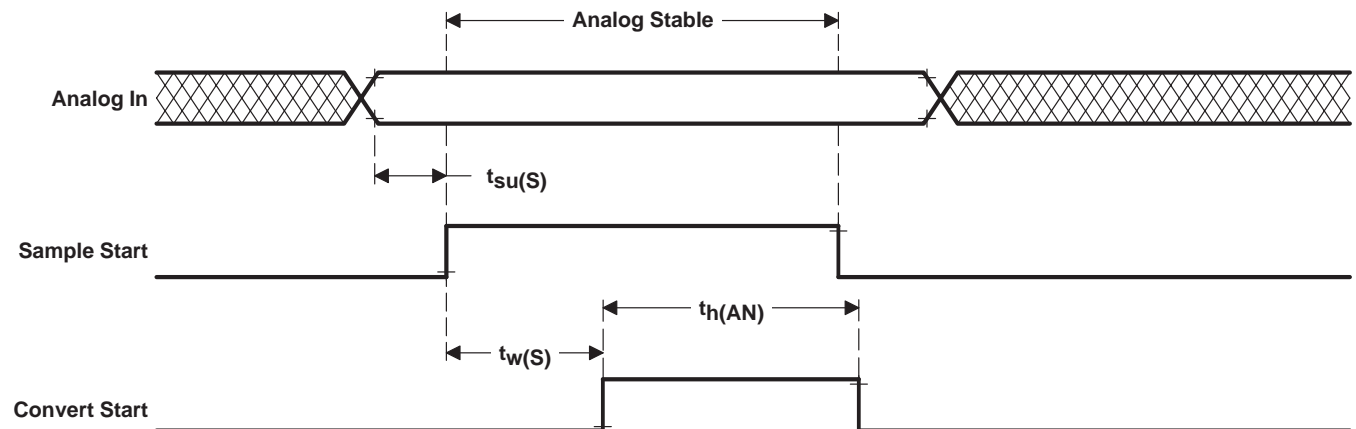 Analog Stable
Analog In
tsu(S)
Sample Start
th(AN)
tw(S)
Convert Start